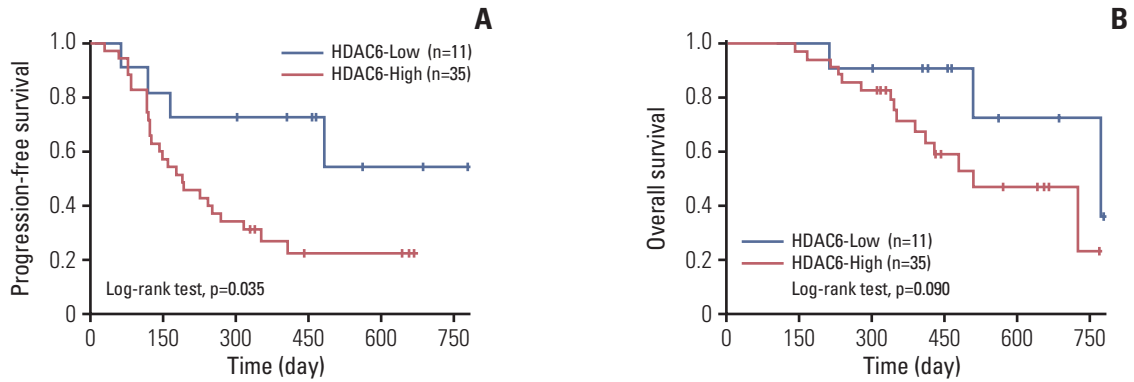 A
Progression-free survival
1.0
0.8
0.6
0.4
0.2
0
HDAC6-Low (n=11)
HDAC6-High (n=35)
Log-rank test, p=0.035
0 150 300 450 600 750
Time (day)
B
Overall survival
1.0
0.8
0.6
0.4
0.2
0
HDAC6-Low (n=11)
HDAC6-High (n=35)
Log-rank test, p=0.090
0 150 300 450 600 750
Time (day)